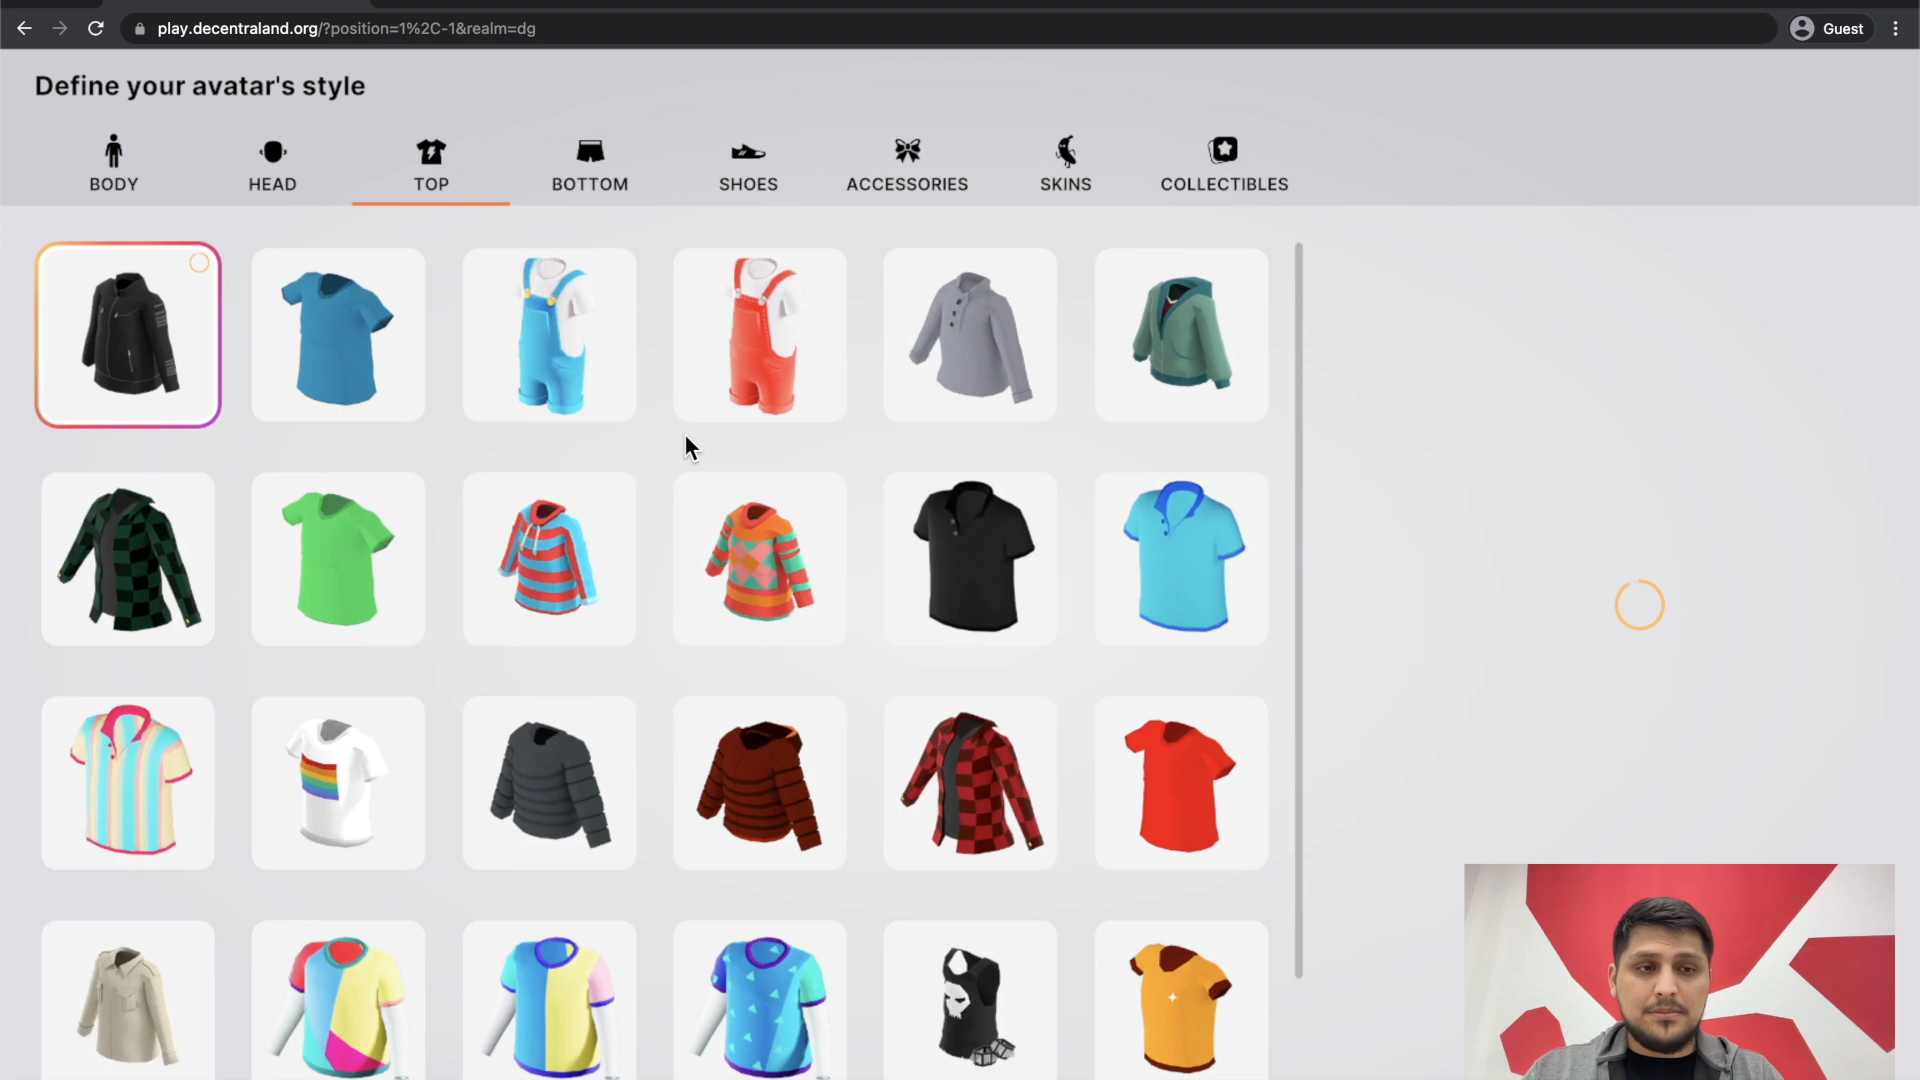 play.decentraland.org/?position=1%2C-1&realm=dg
Guest
Define your avatar's style
BODY
HEAD
TOP
BOTTOM
SHOES
ACCESSORIES
SKINS
COLLECTIBLES